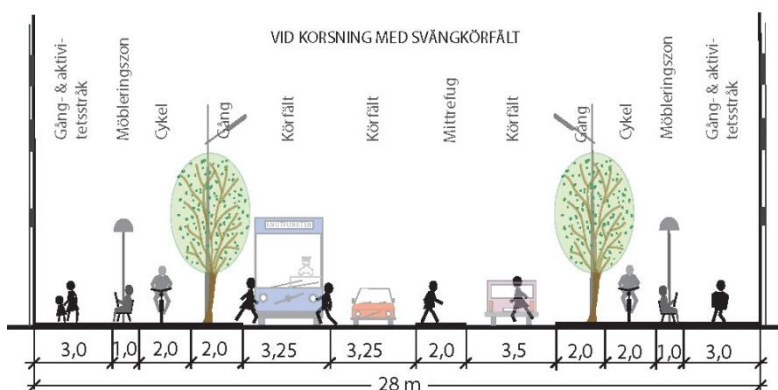 VID KORSNING MED SVÄNGKÖRFÄLT
Gång- & aktivi-
tetsstråk
Möbleringszon
Cykel
Gång
Körfält
Körfält
Mittrefug
Körfält
Gång
Cykel
Möbleringszon
Gång- & aktivi-
tetsstråk
3,0 1,0 2,0 2,0 3,25 3,25 2,0 3,5 2,0 2,0 1,0 3,0
28 m